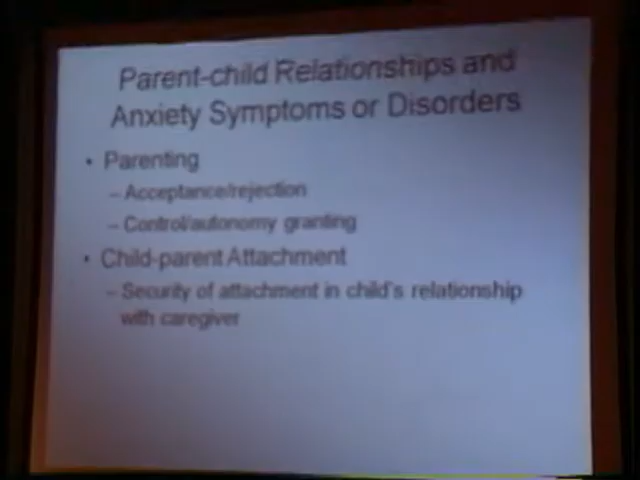 Parent-child Relationships and
Anxiety Symptoms or Disorders
• Parenting
– Acceptance/rejection
– Control/autonomy granting
• Child-parent Attachment
– Security of attachment in child's relationship
with caregiver